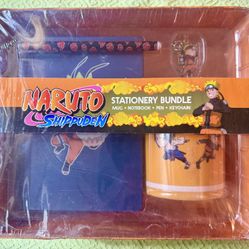 NARUTO
SHIPPUDEN
STATIONERY BUNDLE
MUG • NOTEBOOK • PEN • KEYCHAIN